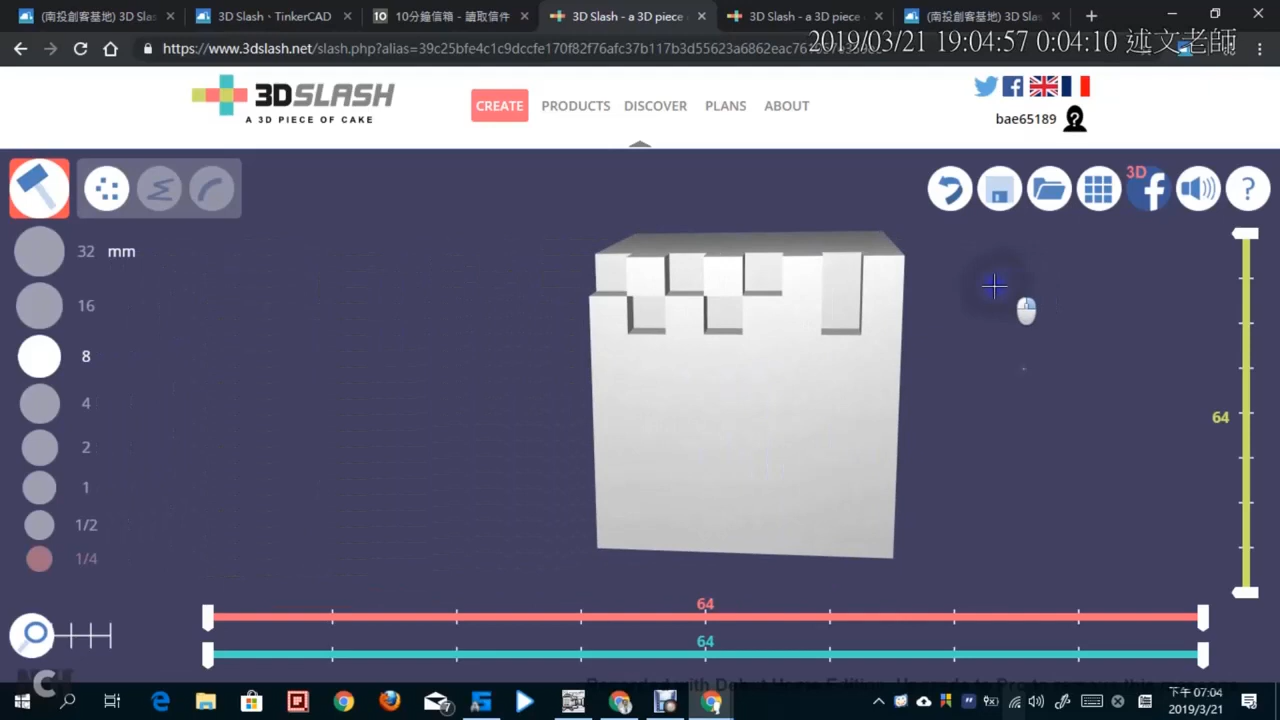 (南投創客基地) 3D Slas
3D Slash、TinkerCAD
10 10分鐘信箱 - 讀取信件
3D Slash - a 3D piece
3D Slash - a 3D piece
(南投創客基地) 3D Slas
https://www.3dslash.net/slash.php?alias=39c25bfe4c1c9dccfe170f82f76afc37b117b3d55623a6862eac76
2019/03/21 19:04:57 0:04:10 述文老師
3DSLASH
A 3D PIECE OF CAKE
CREATE PRODUCTS DISCOVER PLANS ABOUT
bae65189
3D
?
32 mm
16
8
4
2
1
1/2
1/4
64
64
64
7
下午 07:04
2019/3/21